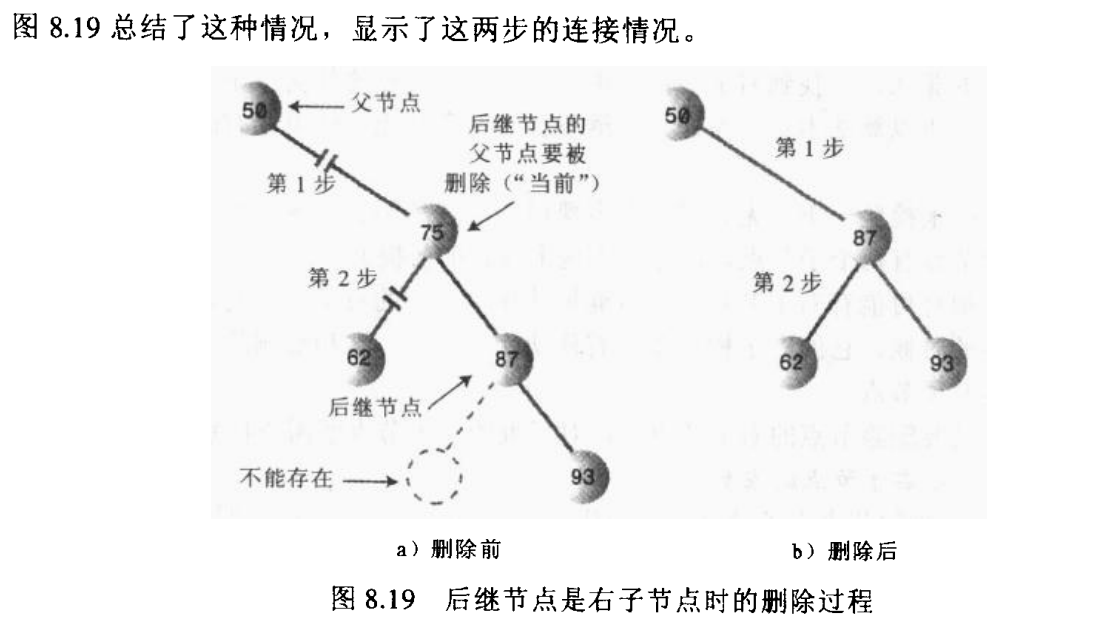 图 8.19 总结了这种情况，显示了这两步的连接情况。
50
父节点
后继节点的
父节点要被
删除（“当前”）
第 1 步
75
第 2 步
62
87
后继节点
不能存在
93
50
第 1 步
87
第 2 步
62
93
a）删除前
b）删除后
图 8.19 后继节点是右子节点时的删除过程